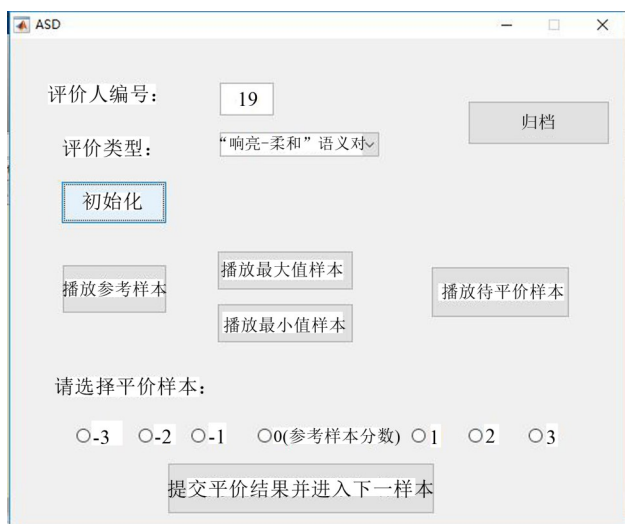 ASD
评价人编号：
19
归档
评价类型：
“响亮-柔和”语义对
初始化
播放参考样本
播放最大值样本
播放待平价样本
播放最小值样本
请选择平价样本：
-3 -2 -1 0(参考样本分数) 1 2 3
提交平价结果并进入下一样本